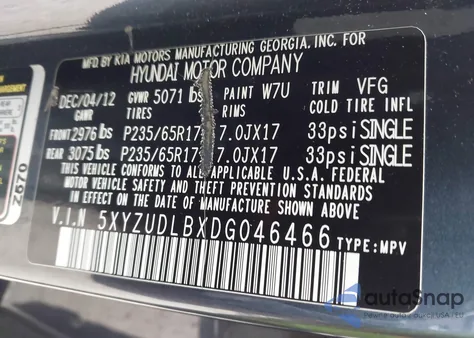 MFD BY KIA MOTORS MANUFACTURING GEORGIA, INC. FOR
HYUNDAI MOTOR COMPANY
DEC/04/12 GVWR 5071 lbs PAINT W7U TRIM VFG
GAWR TIRES RIMS COLD TIRE INFL
FRONT 2976 lbs P235/65R17 7.0JX17 33psi SINGLE
REAR 3075 lbs P235/65R17 7.0JX17 33psi SINGLE
THIS VEHICLE CONFORMS TO ALL APPLICABLE U.S.A. FEDERAL
MOTOR VEHICLE SAFETY AND THEFT PREVENTION STANDARDS
IN EFFECT ON THE DATE OF MANUFACTURE SHOWN ABOVE.
V.I.N 5XYZUDLBXDG046466 TYPE: MPV
Z670
autoSnap